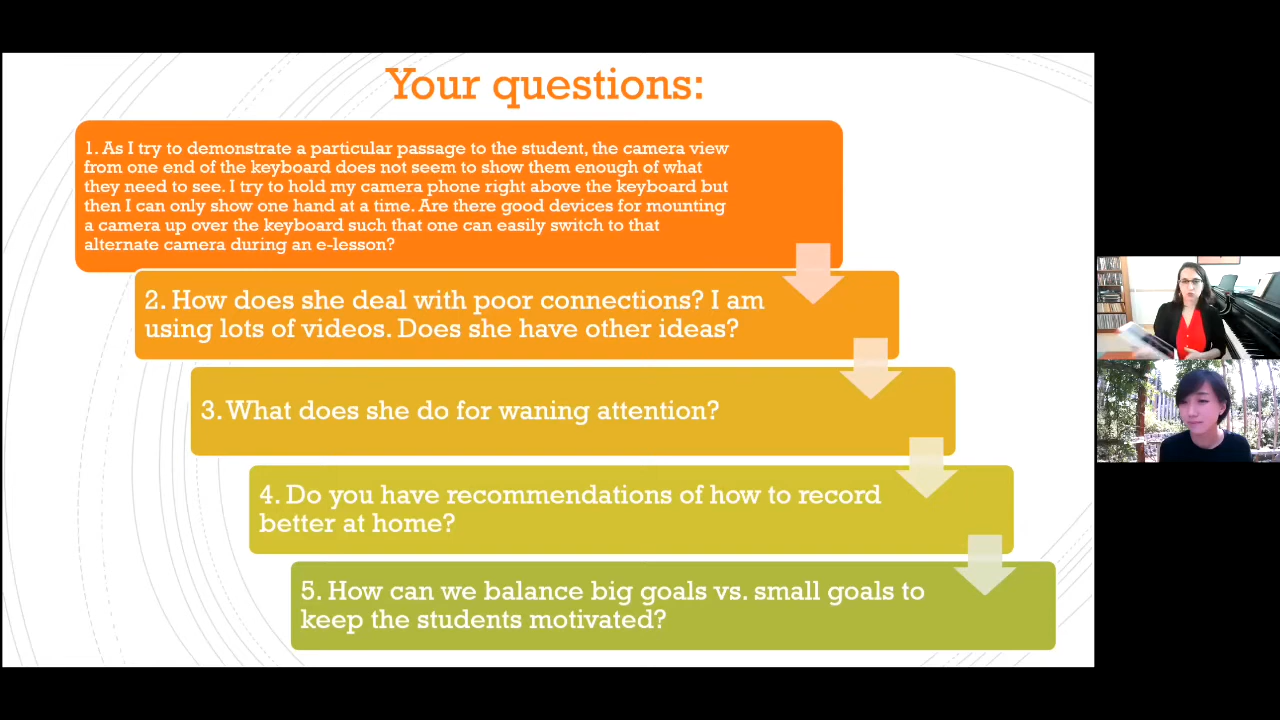 Your questions:
1. As I try to demonstrate a particular passage to the student, the camera view
from one end of the keyboard does not seem to show them enough of what
they need to see. I try to hold my camera phone right above the keyboard but
then I can only show one hand at a time. Are there good devices for mounting
a camera up over the keyboard such that one can easily switch to that
alternate camera during an e-lesson?
2. How does she deal with poor connections? I am
using lots of videos. Does she have other ideas?
3. What does she do for waning attention?
4. Do you have recommendations of how to record
better at home?
5. How can we balance big goals vs. small goals to
keep the students motivated?